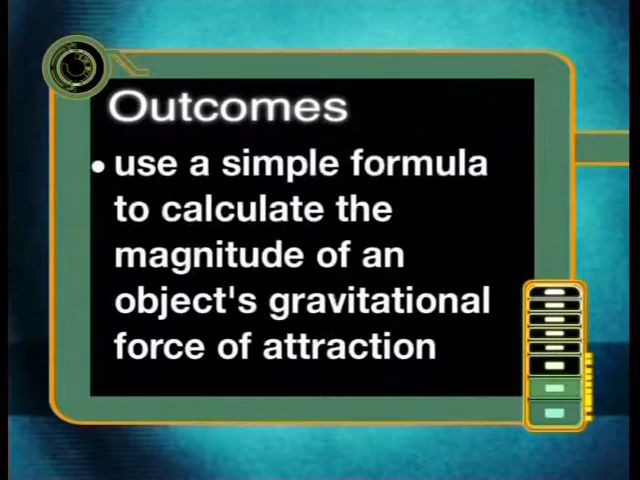 Outcomes
• use a simple formula
to calculate the
magnitude of an
object's gravitational
force of attraction